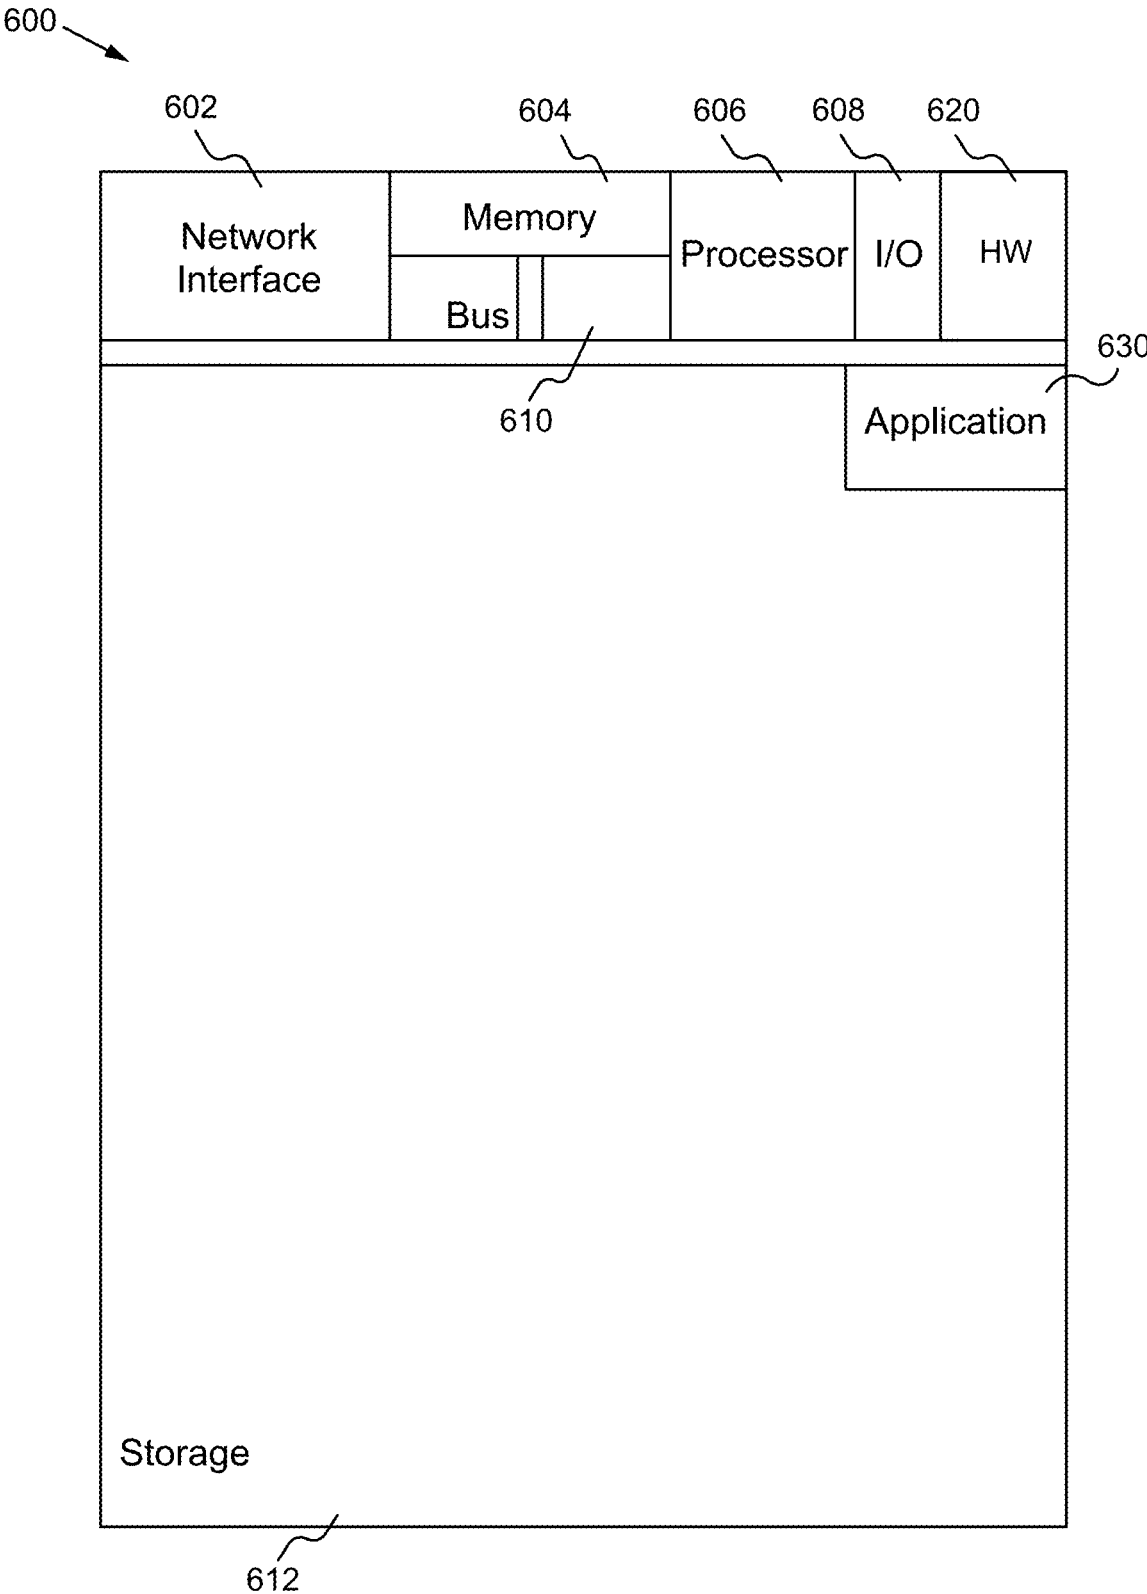 600
602
604
606
608
620
Network
Interface
Memory
Processor
I/O
HW
Bus
630
610
Application
Storage
612